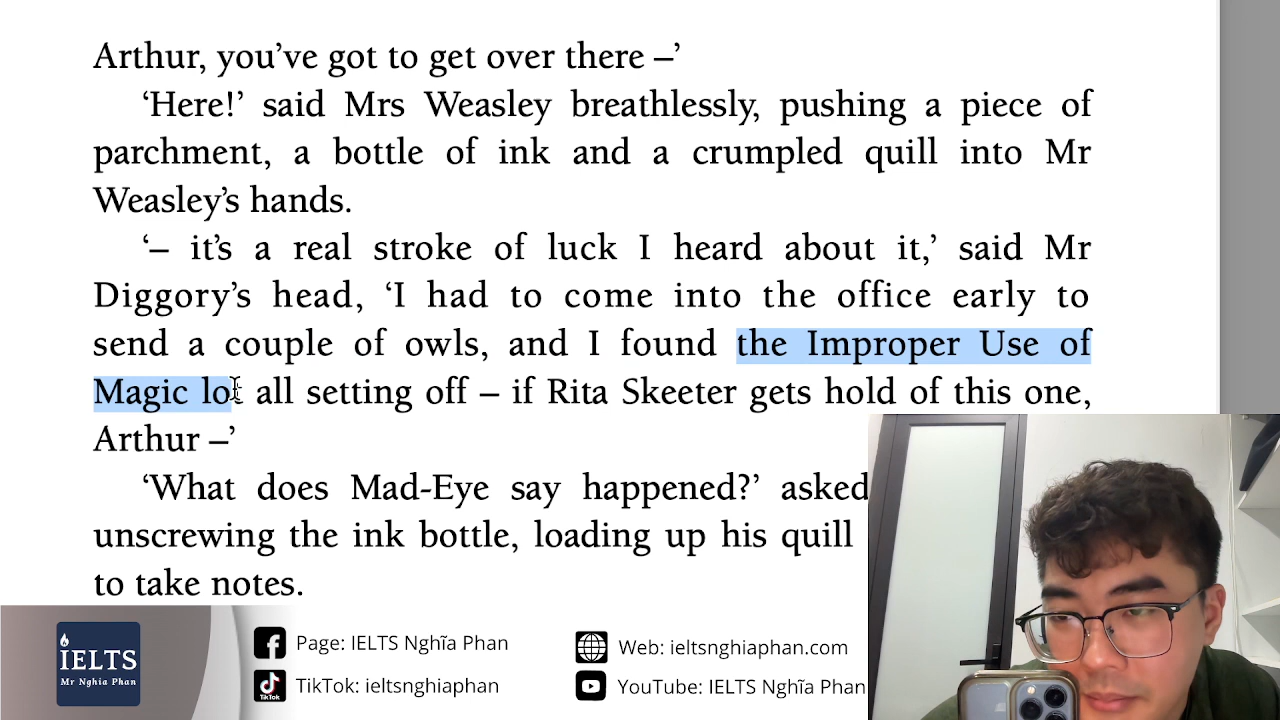 Arthur, you’ve got to get over there –’
‘Here!’ said Mrs Weasley breathlessly, pushing a piece of
parchment, a bottle of ink and a crumpled quill into Mr
Weasley’s hands.
‘– it’s a real stroke of luck I heard about it,’ said Mr
Diggory’s head, ‘I had to come into the office early to
send a couple of owls, and I found the Improper Use of
Magic lot all setting off – if Rita Skeeter gets hold of this one,
Arthur –’
‘What does Mad-Eye say happened?’ asked
unscrewing the ink bottle, loading up his quill
to take notes.
IELTS
Mr Nghia Phan
Page: IELTS Nghĩa Phan
TikTok
TikTok: ieltsnghiaphan
Web: ieltsnghiaphan.com
YouTube: IELTS Nghĩa Phan